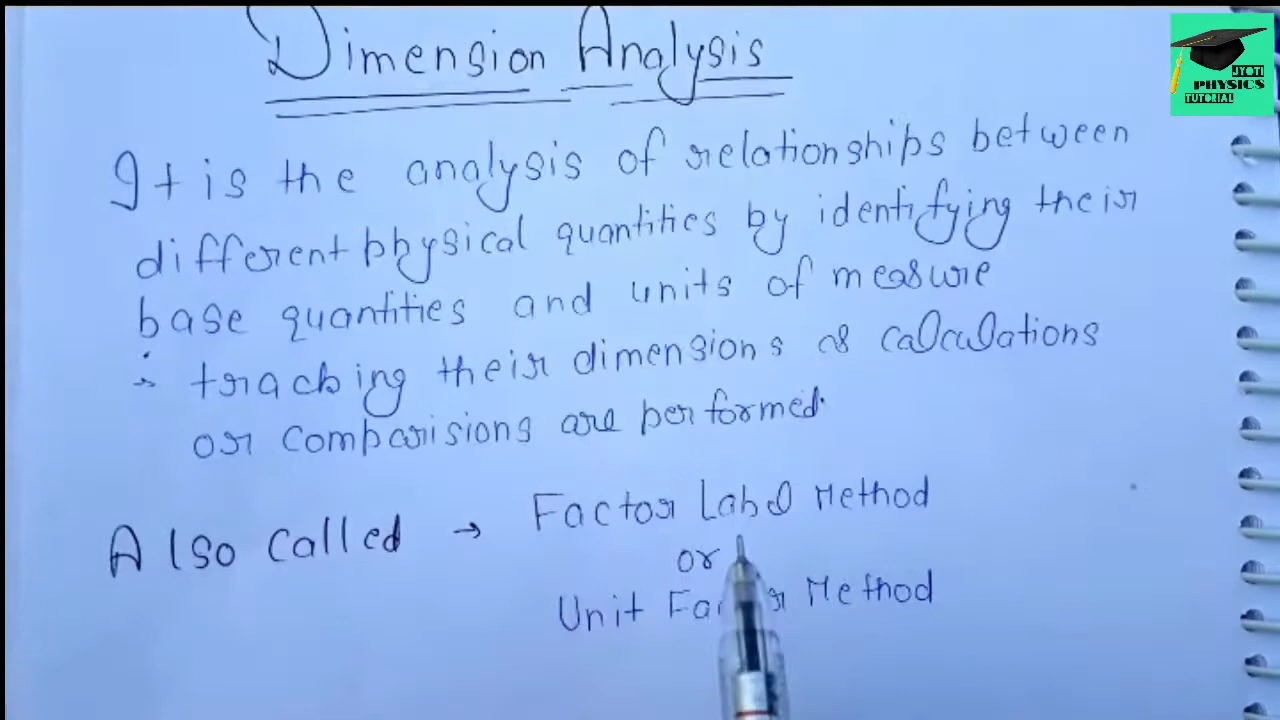 Dimension Analysis
JYOTI
PHYSICS
TUTORIAL
It is the analysis of relationships between
different physical quantities by identifying their
base quantities and units of measure
tracking their dimensions as calculations
or comparisions are performed.
Also called → Factor Label Method
or
Unit Method